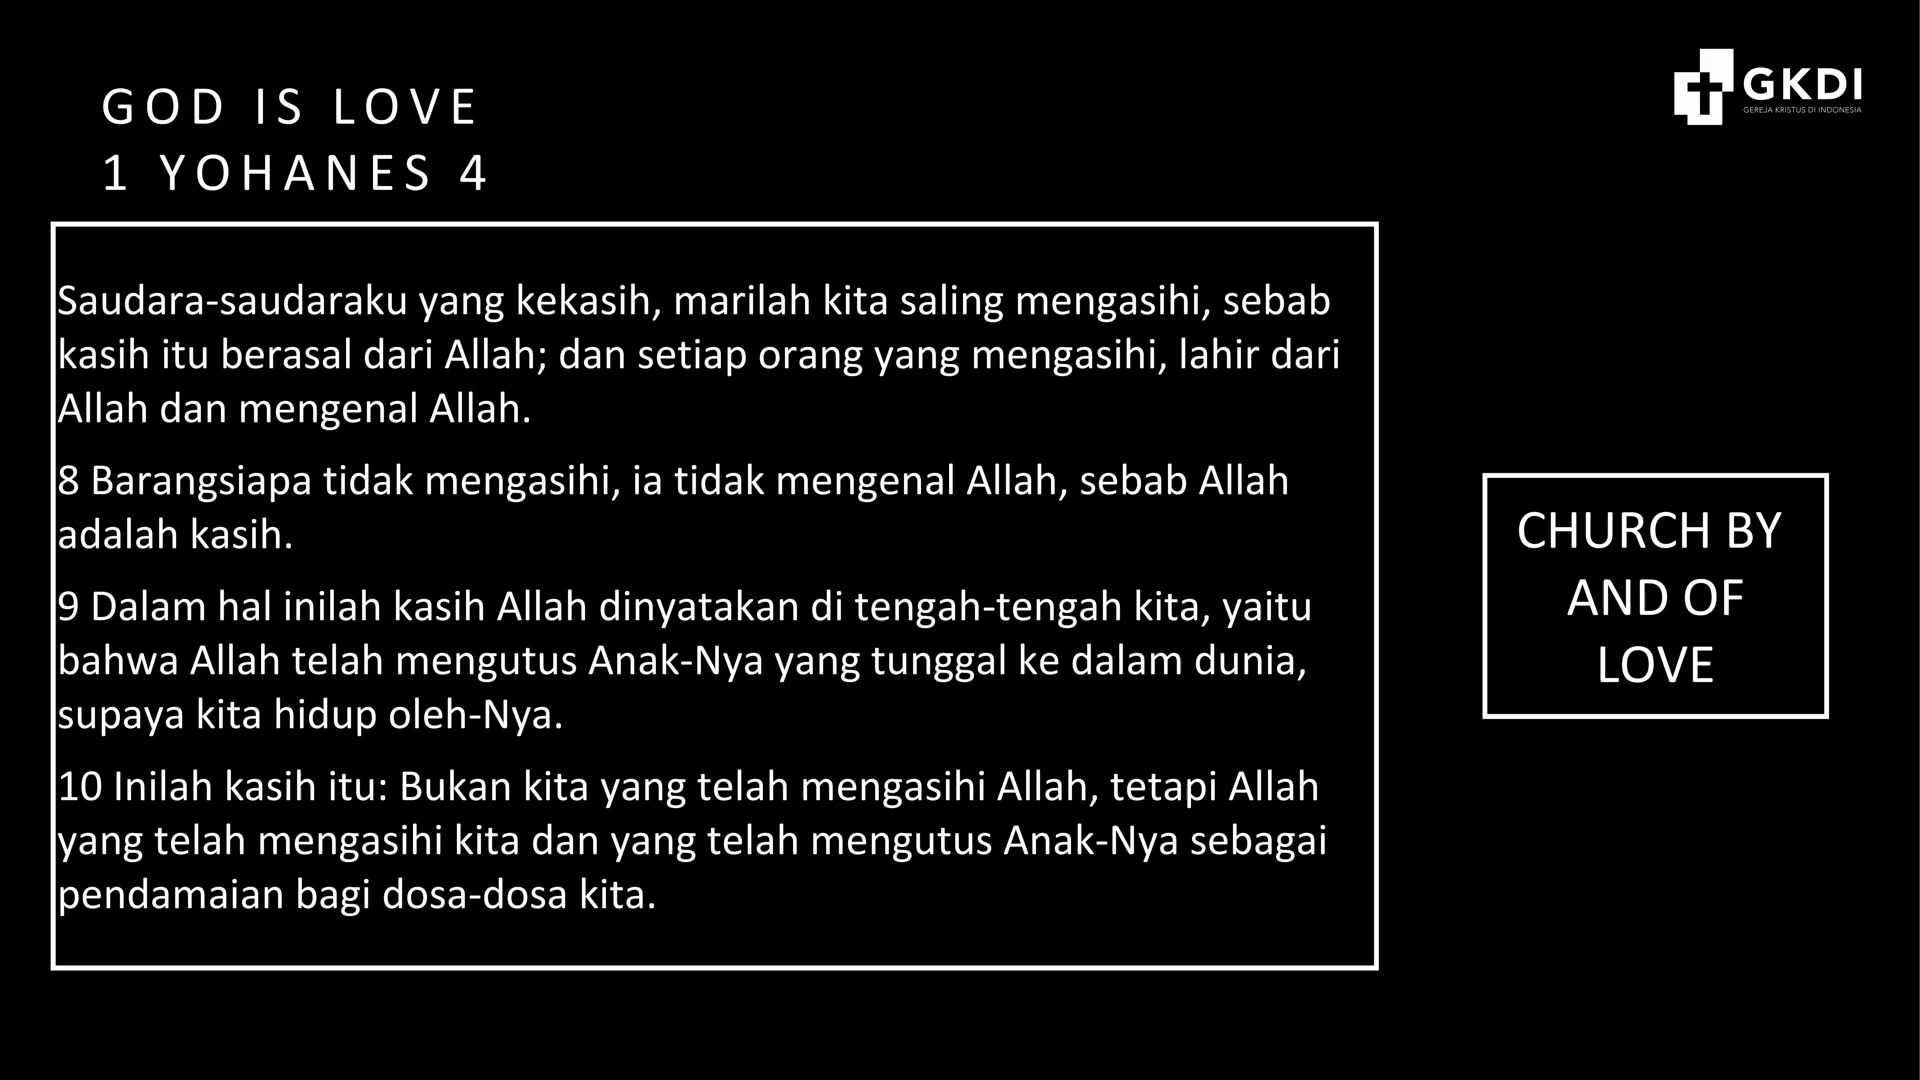 GOD IS LOVE
1 YOHANES 4
GKDI
GEREJA KRISTUS DI INDONESIA
Saudara-saudaraku yang kekasih, marilah kita saling mengasihi, sebab
kasih itu berasal dari Allah; dan setiap orang yang mengasihi, lahir dari
Allah dan mengenal Allah.
8 Barangsiapa tidak mengasihi, ia tidak mengenal Allah, sebab Allah
adalah kasih.
9 Dalam hal inilah kasih Allah dinyatakan di tengah-tengah kita, yaitu
bahwa Allah telah mengutus Anak-Nya yang tunggal ke dalam dunia,
supaya kita hidup oleh-Nya.
10 Inilah kasih itu: Bukan kita yang telah mengasihi Allah, tetapi Allah
yang telah mengasihi kita dan yang telah mengutus Anak-Nya sebagai
pendamaian bagi dosa-dosa kita.
CHURCH BY
AND OF
LOVE